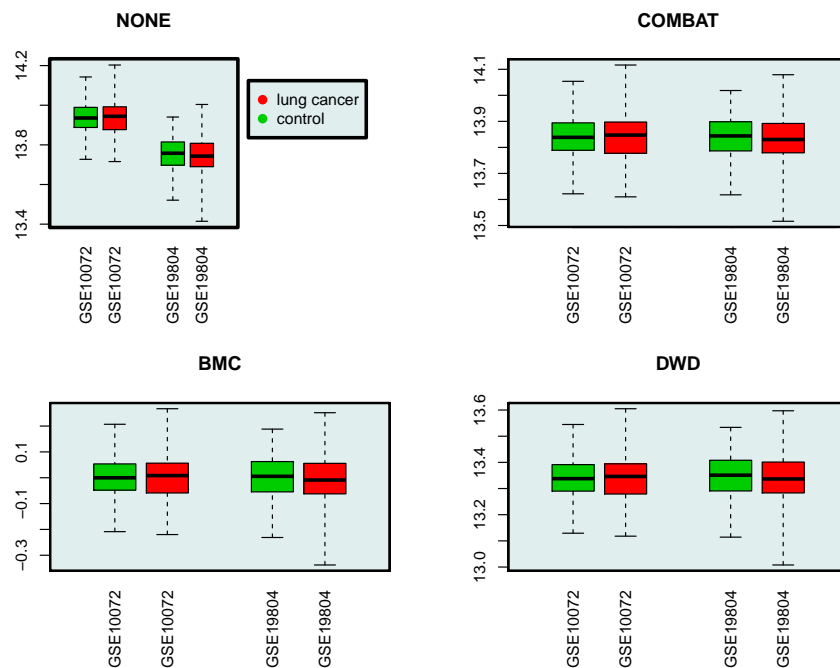 NONE
14.2
13.8
13.4
GSE10072
GSE10072
GSE19804
GSE19804
lung cancer
control
COMBAT
14.1
13.9
13.7
13.5
GSE10072
GSE10072
GSE19804
GSE19804
BMC
0.1
−0.1
−0.3
GSE10072
GSE10072
GSE19804
GSE19804
DWD
13.6
13.4
13.2
13.0
GSE10072
GSE10072
GSE19804
GSE19804